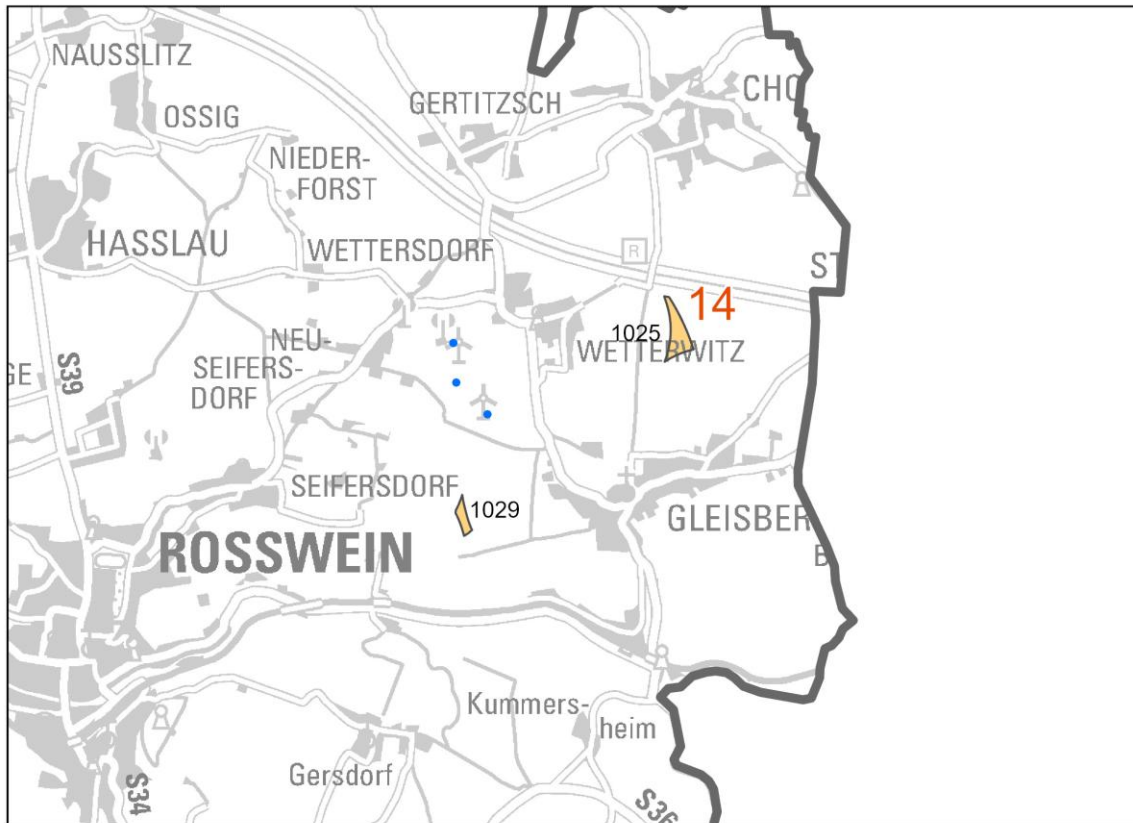 NAUSSLITZ
CHO
GERTITZSCH
OSSIG
NIEDER-
FORST
HASSLAU
WETTERSDORF
R
ST
14
1025
WETTERWITZ
NEU-
SEIFERS-
DORF
GE
S39
SEIFERSDORF
1029
GLEISBER
ROSSWEIN
B
Kummers-
heim
Gersdorf
S34
S36